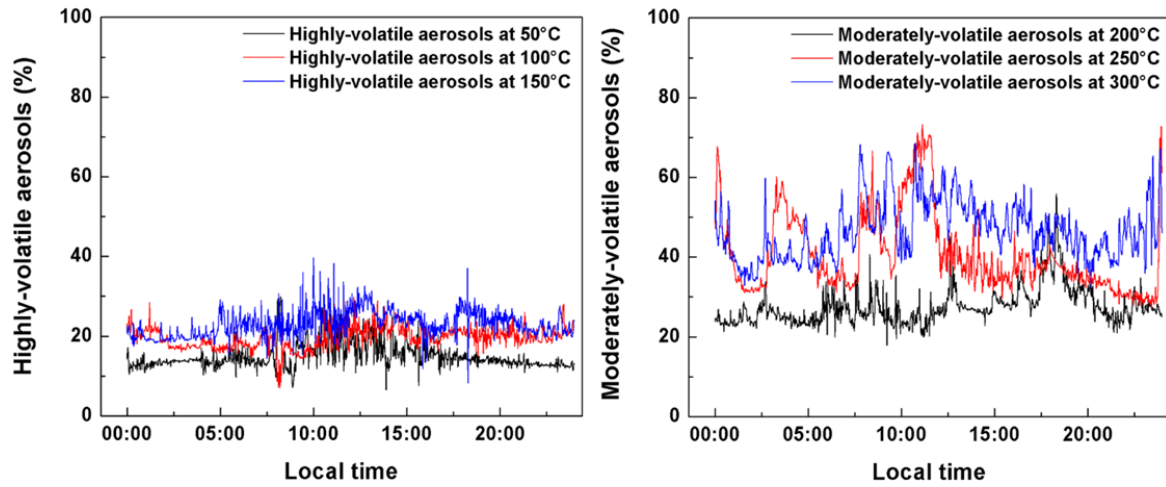 Highly-volatile aerosols (%)
100
80
60
40
20
0
Highly-volatile aerosols at 50°C
Highly-volatile aerosols at 100°C
Highly-volatile aerosols at 150°C
00:00 05:00 10:00 15:00 20:00
Local time
Moderately-volatile aerosols (%)
100
80
60
40
20
0
Moderately-volatile aerosols at 200°C
Moderately-volatile aerosols at 250°C
Moderately-volatile aerosols at 300°C
00:00 05:00 10:00 15:00 20:00
Local time